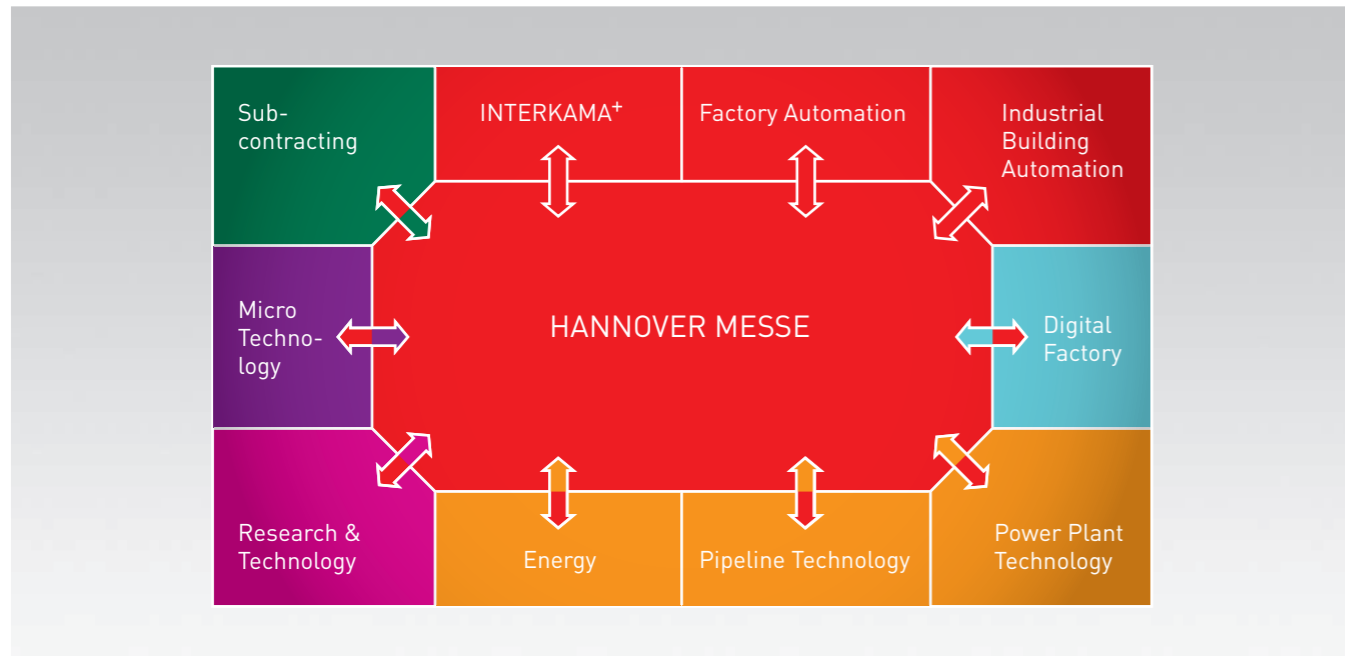 Sub-
contracting
INTERKAMA+
Factory Automation
Industrial
Building
Automation
Micro
Techno-
logy
HANNOVER MESSE
Digital
Factory
Research &
Technology
Energy
Pipeline Technology
Power Plant
Technology